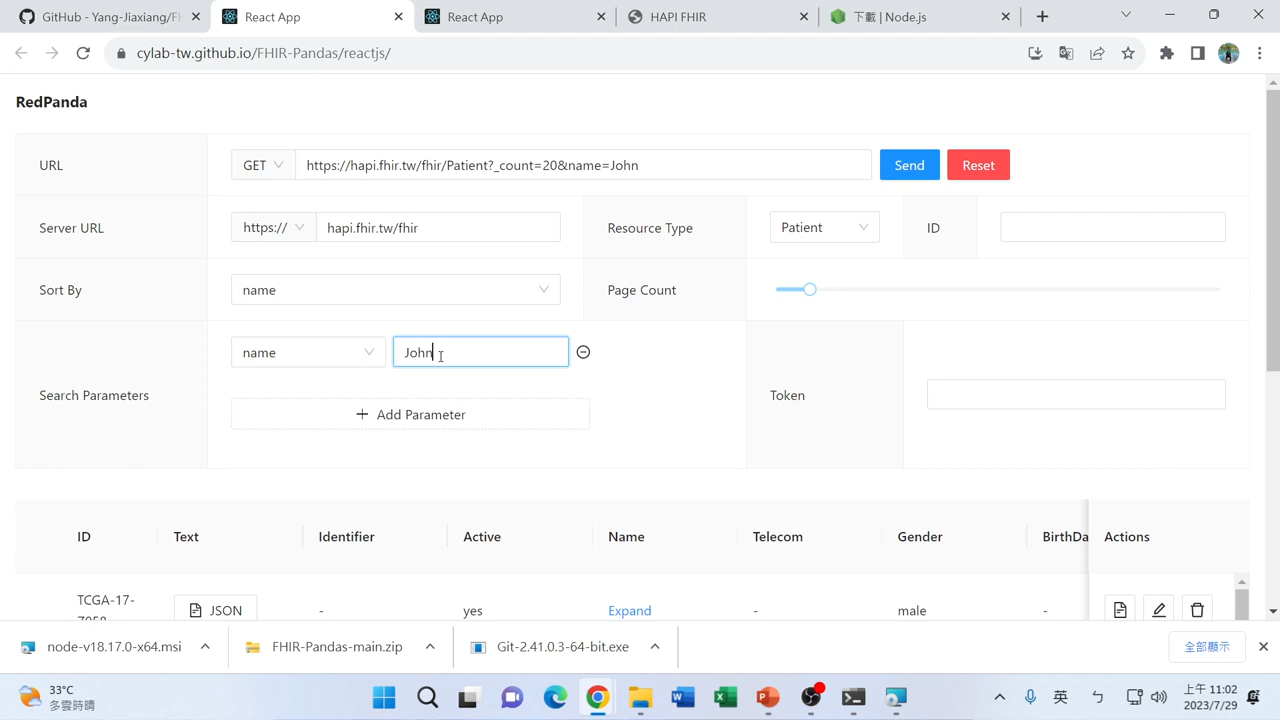 GitHub - Yang-Jiaxiang/FH
React App
React App
HAPI FHIR
下載 | Node.js
cylab-tw.github.io/FHIR-Pandas/reactjs/
RedPanda
URL
GET
https://hapi.fhir.tw/fhir/Patient?_count=20&name=John
Send
Reset
Server URL
https://
hapi.fhir.tw/fhir
Resource Type
Patient
ID
Sort By
name
Page Count
Search Parameters
name
John
+ Add Parameter
Token
ID
Text
Identifier
Active
Name
Telecom
Gender
BirthDa
Actions
TCGA-17-
JSON
-
yes
Expand
-
male
-
node-v18.17.0-x64.msi
FHIR-Pandas-main.zip
Git-2.41.0.3-64-bit.exe
全部顯示
33°C
多雲時晴
英
上午 11:02
2023/7/29